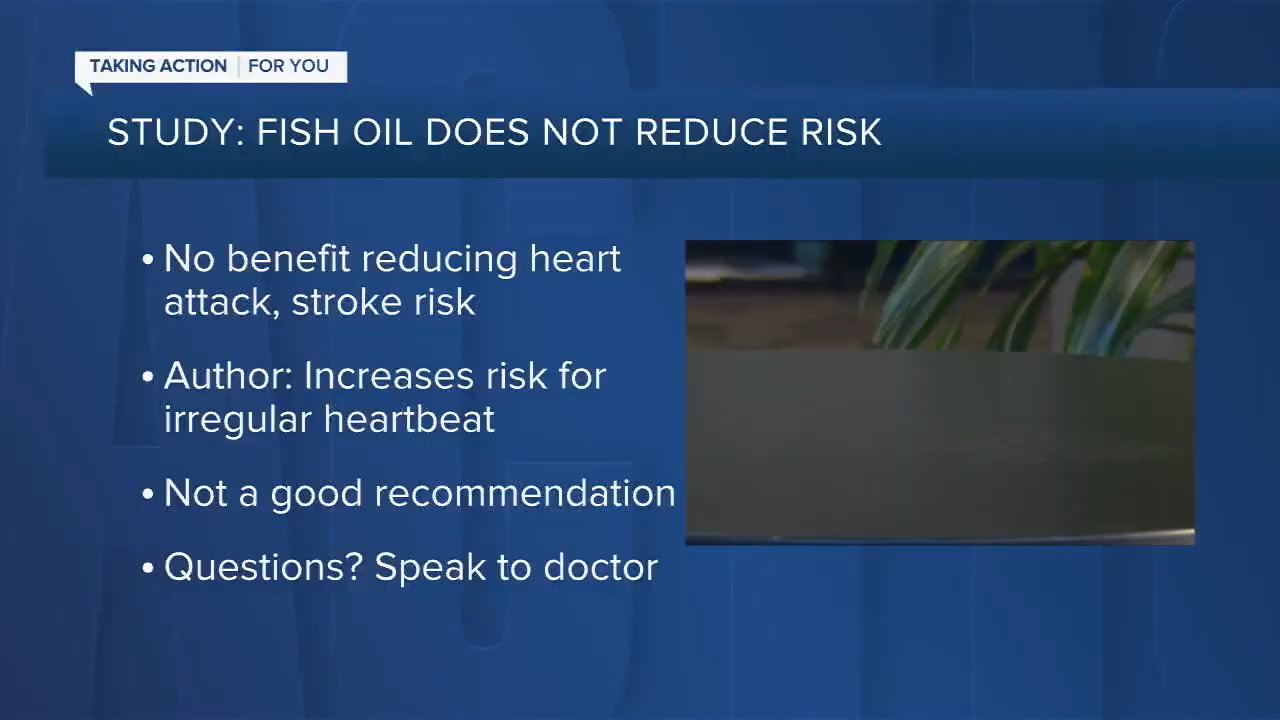 TAKING ACTION | FOR YOU
STUDY: FISH OIL DOES NOT REDUCE RISK
• No benefit reducing heart
attack, stroke risk
• Author: Increases risk for
irregular heartbeat
• Not a good recommendation
• Questions? Speak to doctor